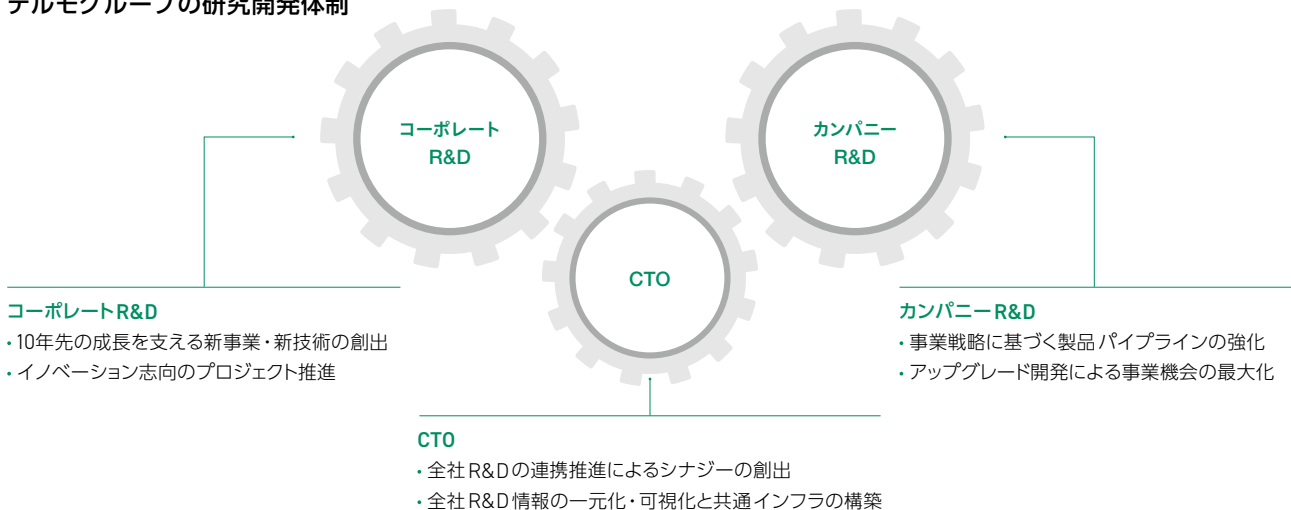 テルモグループの研究開発体制
コーポレート
R&D
カンパニー
R&D
CTO
コーポレートR&D
・10年先の成長を支える新事業・新技術の創出
・イノベーション志向のプロジェクト推進
カンパニーR&D
・事業戦略に基づく製品パイプラインの強化
・アップグレード開発による事業機会の最大化
CTO
・全社R&Dの連携推進によるシナジーの創出
・全社R&D情報の一元化・可視化と共通インフラの構築